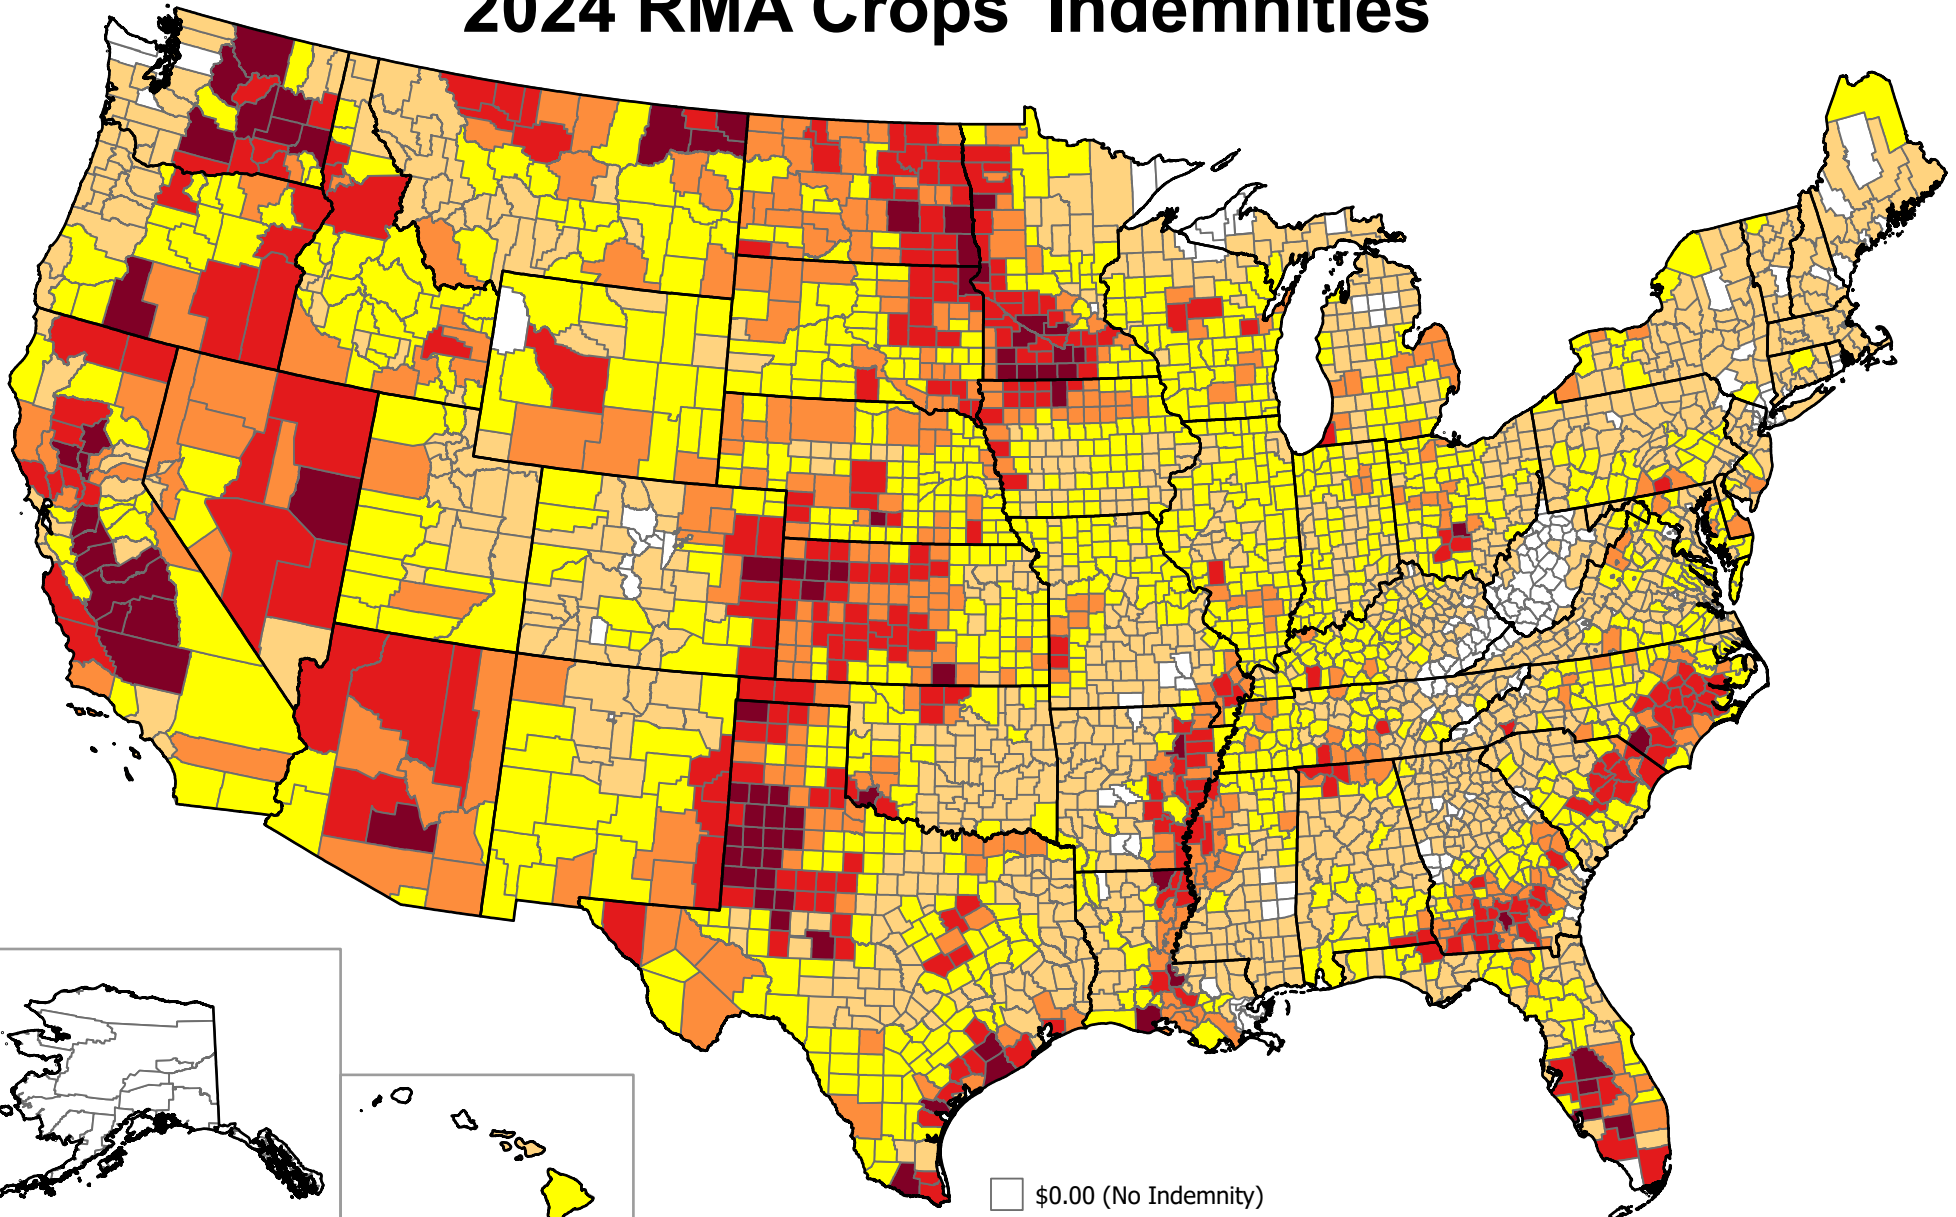 2024 RMA Crops' Indemnities
$0.00 (No Indemnity)